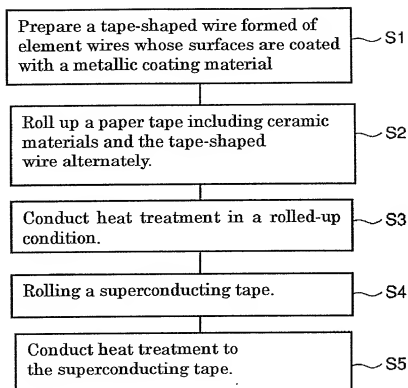 Prepare a tape-shaped wire formed of
element wires whose surfaces are coated
with a metallic coating material
S1
Roll up a paper tape including ceramic
materials and the tape-shaped
wire alternately.
S2
Conduct heat treatment in a rolled-up
condition.
S3
Rolling a superconducting tape.
S4
Conduct heat treatment to
the superconducting tape.
S5